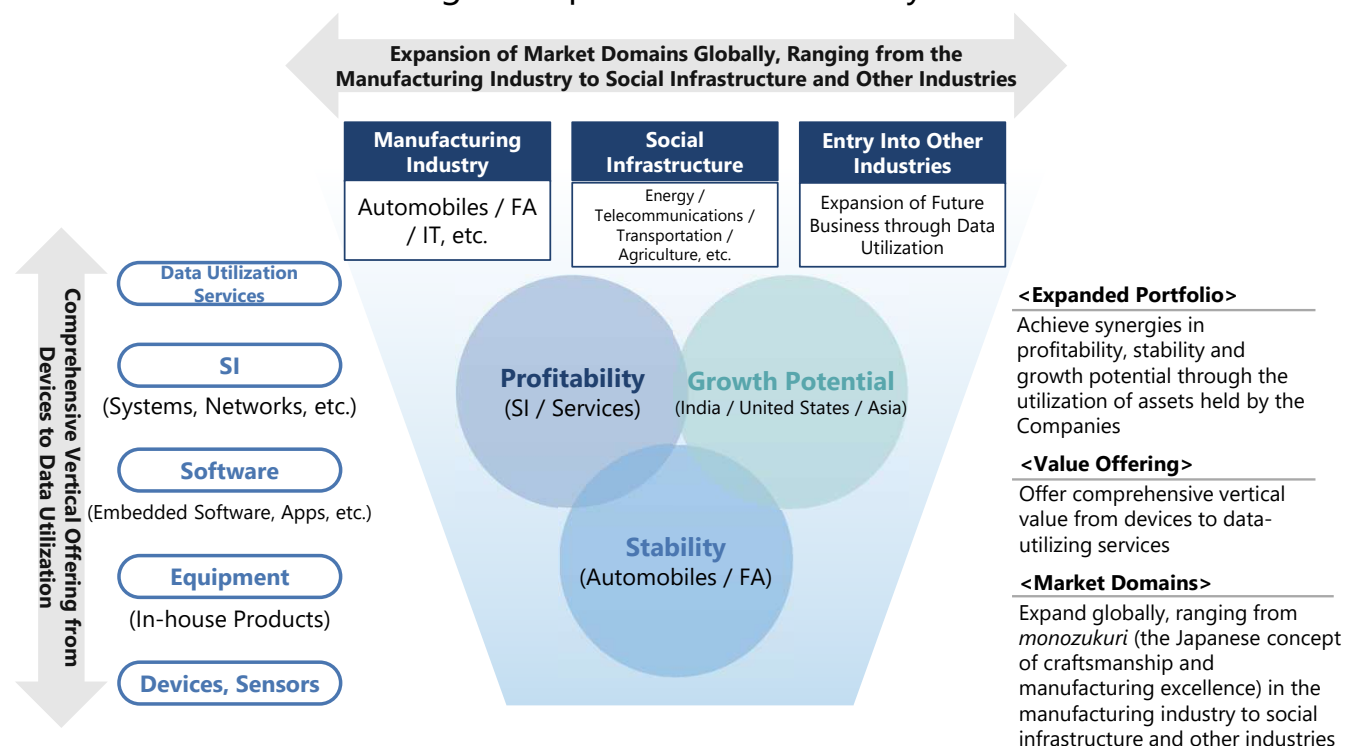 Expansion of Market Domains Globally, Ranging from the
Manufacturing Industry to Social Infrastructure and Other Industries
Manufacturing
Industry
Automobiles / FA
/ IT, etc.
Social
Infrastructure
Energy /
Telecommunications /
Transportation /
Agriculture, etc.
Entry Into Other
Industries
Expansion of Future
Business through Data
Utilization
Comprehensive Vertical Offering from
Devices to Data Utilization
Data Utilization
Services
SI
(Systems, Networks, etc.)
Software
(Embedded Software, Apps, etc.)
Equipment
(In-house Products)
Devices, Sensors
Profitability
(SI / Services)
Growth Potential
(India / United States / Asia)
Stability
(Automobiles / FA)
<Expanded Portfolio>
Achieve synergies in
profitability, stability and
growth potential through the
utilization of assets held by the
Companies
<Value Offering>
Offer comprehensive vertical
value from devices to data-
utilizing services
<Market Domains>
Expand globally, ranging from
monozukuri (the Japanese concept
of craftsmanship and
manufacturing excellence) in the
manufacturing industry to social
infrastructure and other industries